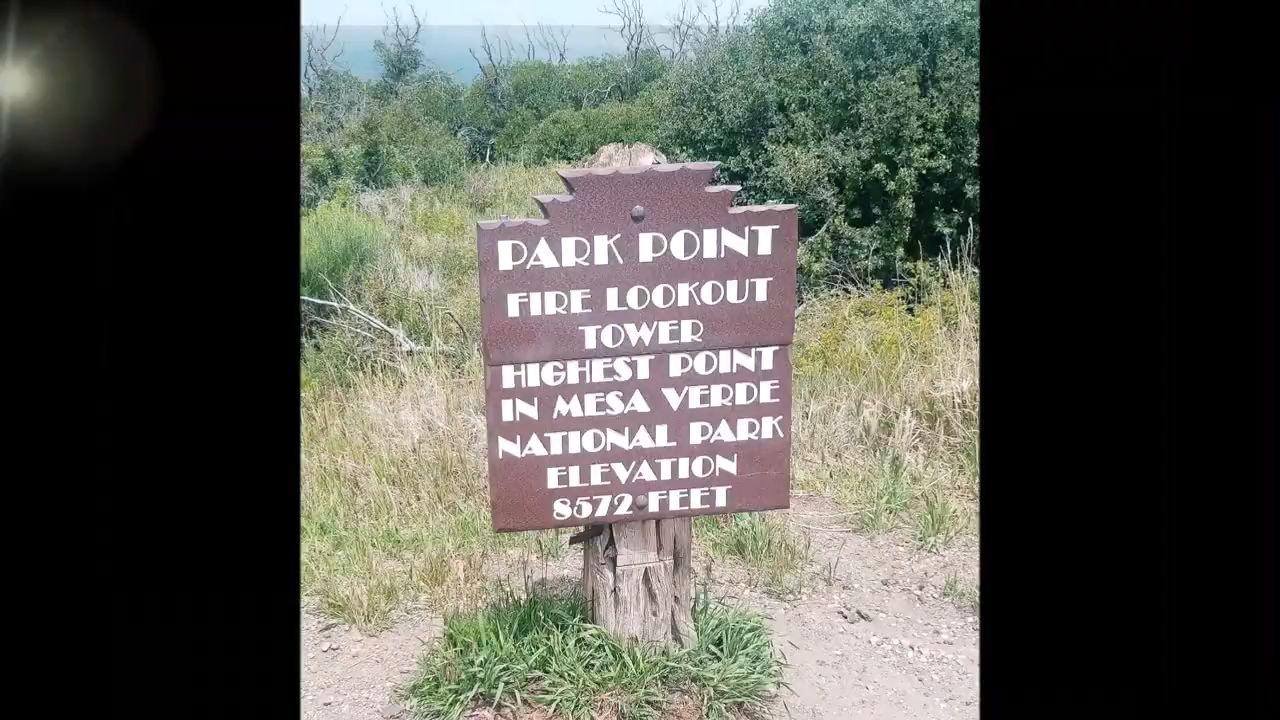 PARK POINT
FIRE LOOKOUT
TOWER
HIGHEST POINT
IN MESA VERDE
NATIONAL PARK
ELEVATION
8572 FEET